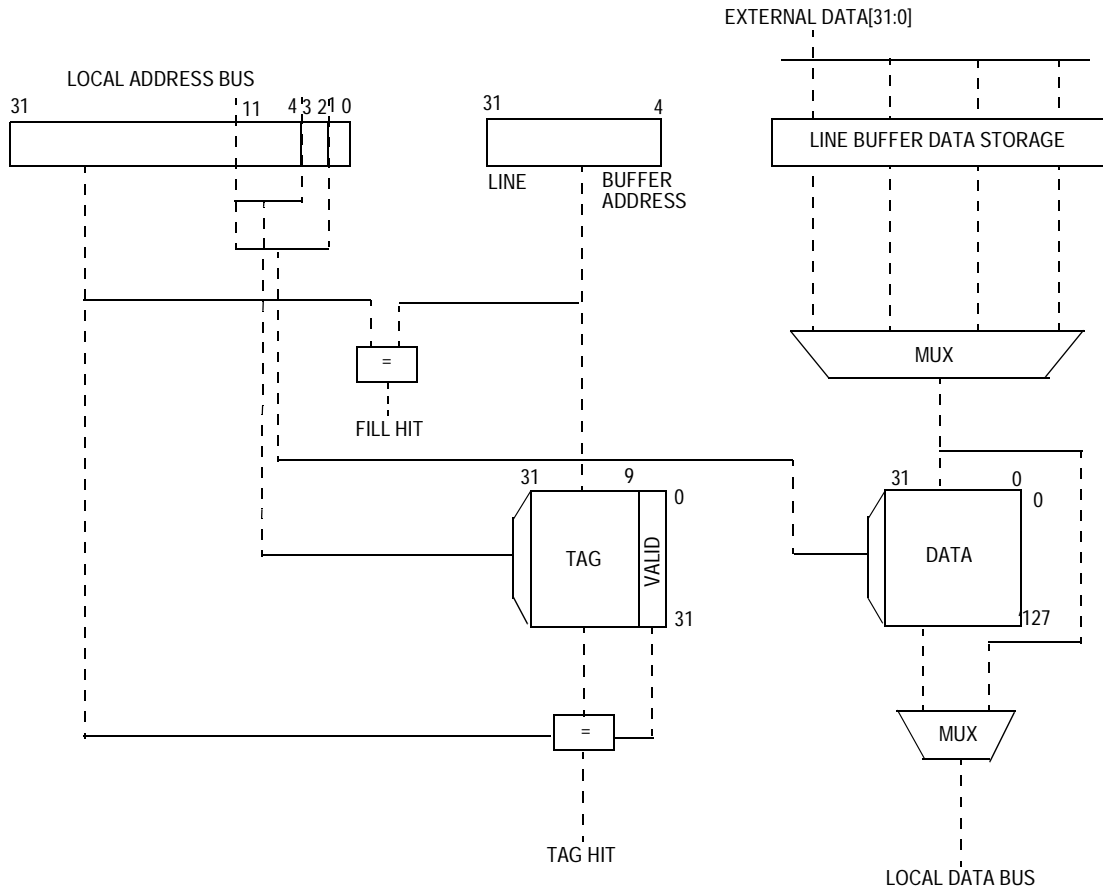 EXTERNAL DATA[31:0]
LOCAL ADDRESS BUS
31 11 4 3 2 1 0
31 4
LINE BUFFER DATA STORAGE
LINE BUFFER
ADDRESS
MUX
=
FILL HIT
31 9 0
31 0
0
TAG
VALID
DATA
31
127
=
MUX
TAG HIT
LOCAL DATA BUS